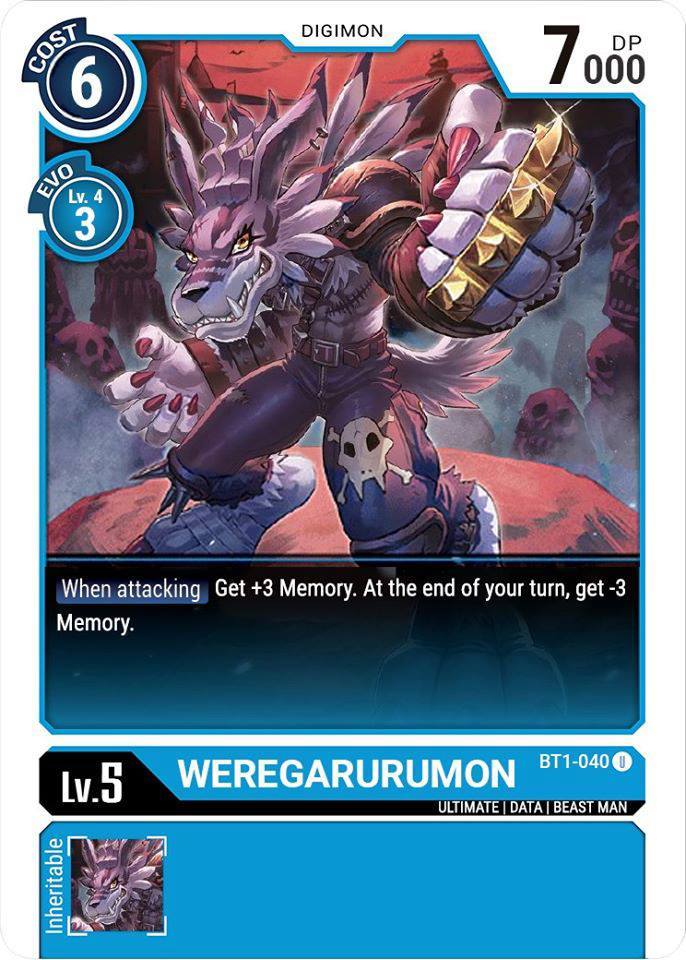 DIGIMON
COST
6
7000
DP
EVO
Lv. 4
3
When attacking Get +3 Memory. At the end of your turn, get -3
Memory.
Lv.5
WEREGARURUMON
BT1-040 U
ULTIMATE | DATA | BEAST MAN
Inheritable